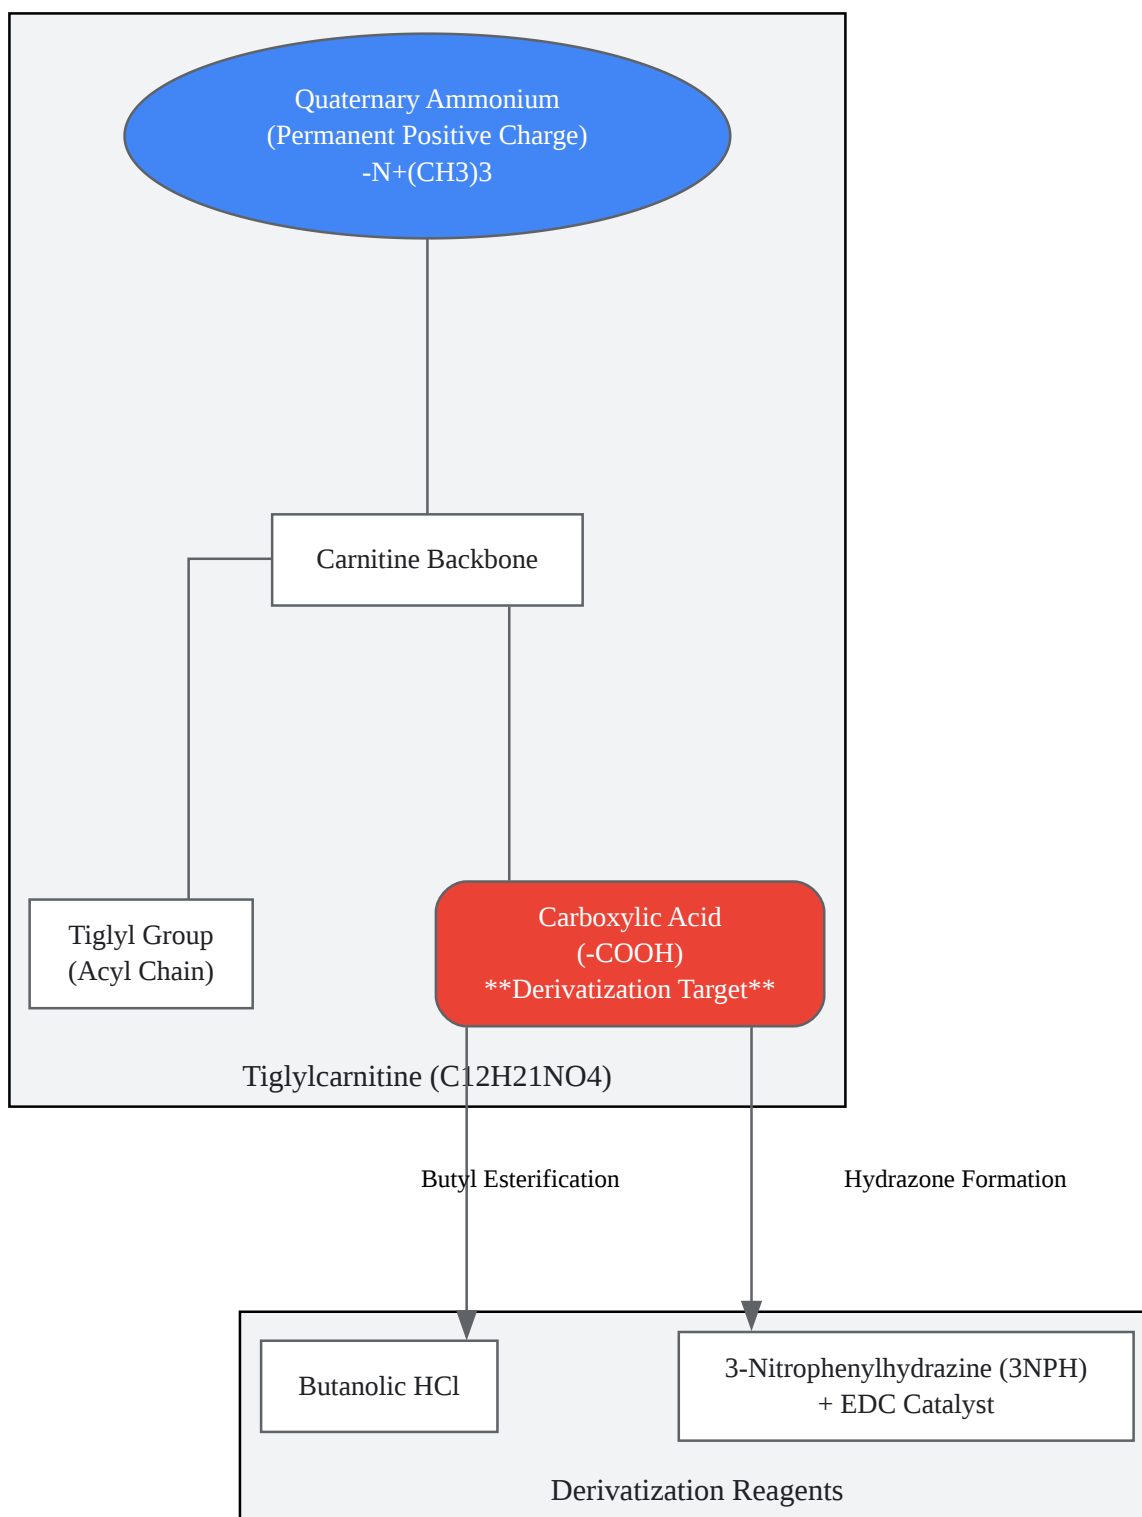 Quaternary Ammonium
(Permanent Positive Charge)
-N+(CH3)3
Carnitine Backbone
Tiglyl Group
(Acyl Chain)
Carboxylic Acid
(-COOH)
**Derivatization Target**
Tiglylcarnitine (C12H21NO4)
Butyl Esterification
Hydrazone Formation
Butanolic HCl
3-Nitrophenylhydrazine (3NPH)
+ EDC Catalyst
Derivatization Reagents